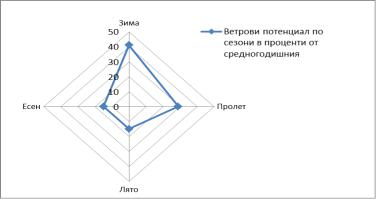 Зима
50
40
30
20
10
0
Есен
Пролет
Лято
Ветрови потенциал по
сезони в проценти от
средногодишния